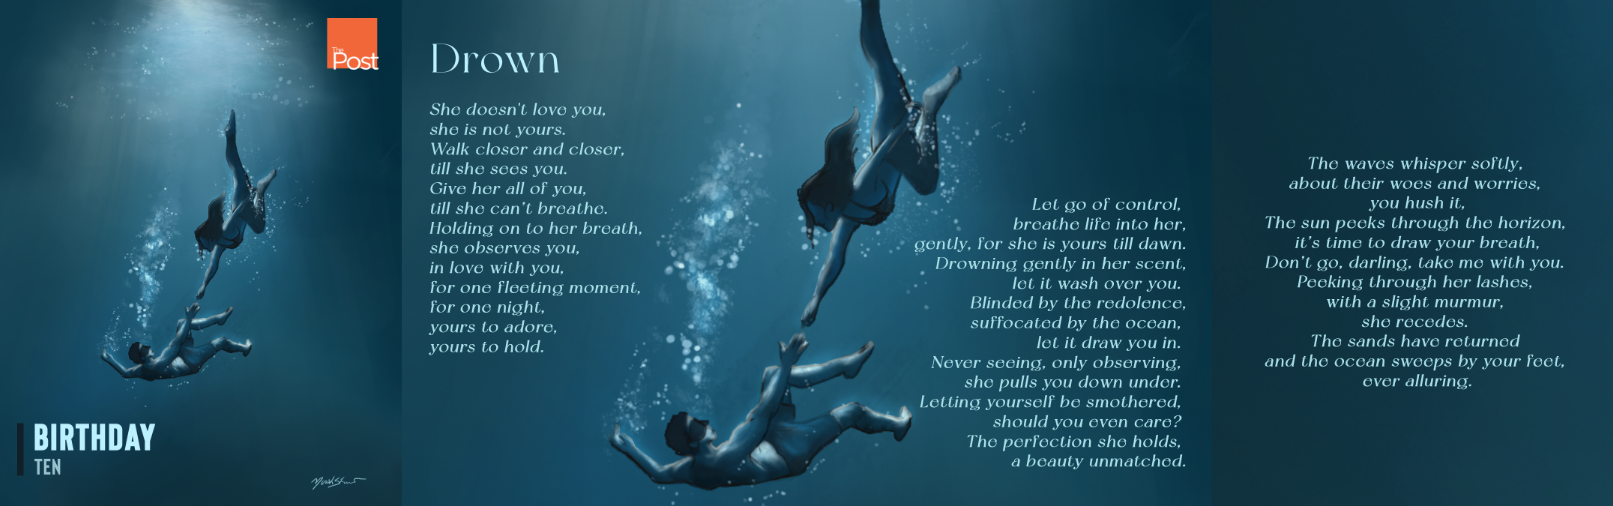 The
Post
BIRTHDAY
TEN
Drown
She doesn't love you,
she is not yours.
Walk closer and closer,
till she sees you.
Give her all of you,
till she can't breathe.
Holding on to her breath,
she observes you,
in love with you,
for one fleeting moment,
for one night,
yours to adore,
yours to hold.
Let go of control,
breathe life into her,
gently, for she is yours till dawn.
Drowning gently in her scent,
let it wash over you.
Blinded by the redolence,
suffocated by the ocean,
let it draw you in.
Never seeing, only observing,
she pulls you down under.
Letting yourself be smothered,
should you even care?
The perfection she holds,
a beauty unmatched.
The waves whisper softly,
about their woes and worries,
you hush it,
The sun peeks through the horizon,
it's time to draw your breath,
Don't go, darling, take me with you.
Peeking through her lashes,
with a slight murmur,
she recedes.
The sands have returned
and the ocean sweeps by your feet,
ever alluring.